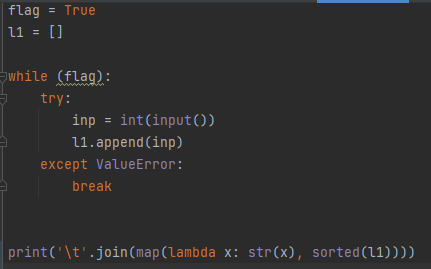 flag = True
l1 = []
while (flag):
    try:
        inp = int(input())
        l1.append(inp)
    except ValueError:
        break
print('\t'.join(map(lambda x: str(x), sorted(l1))))